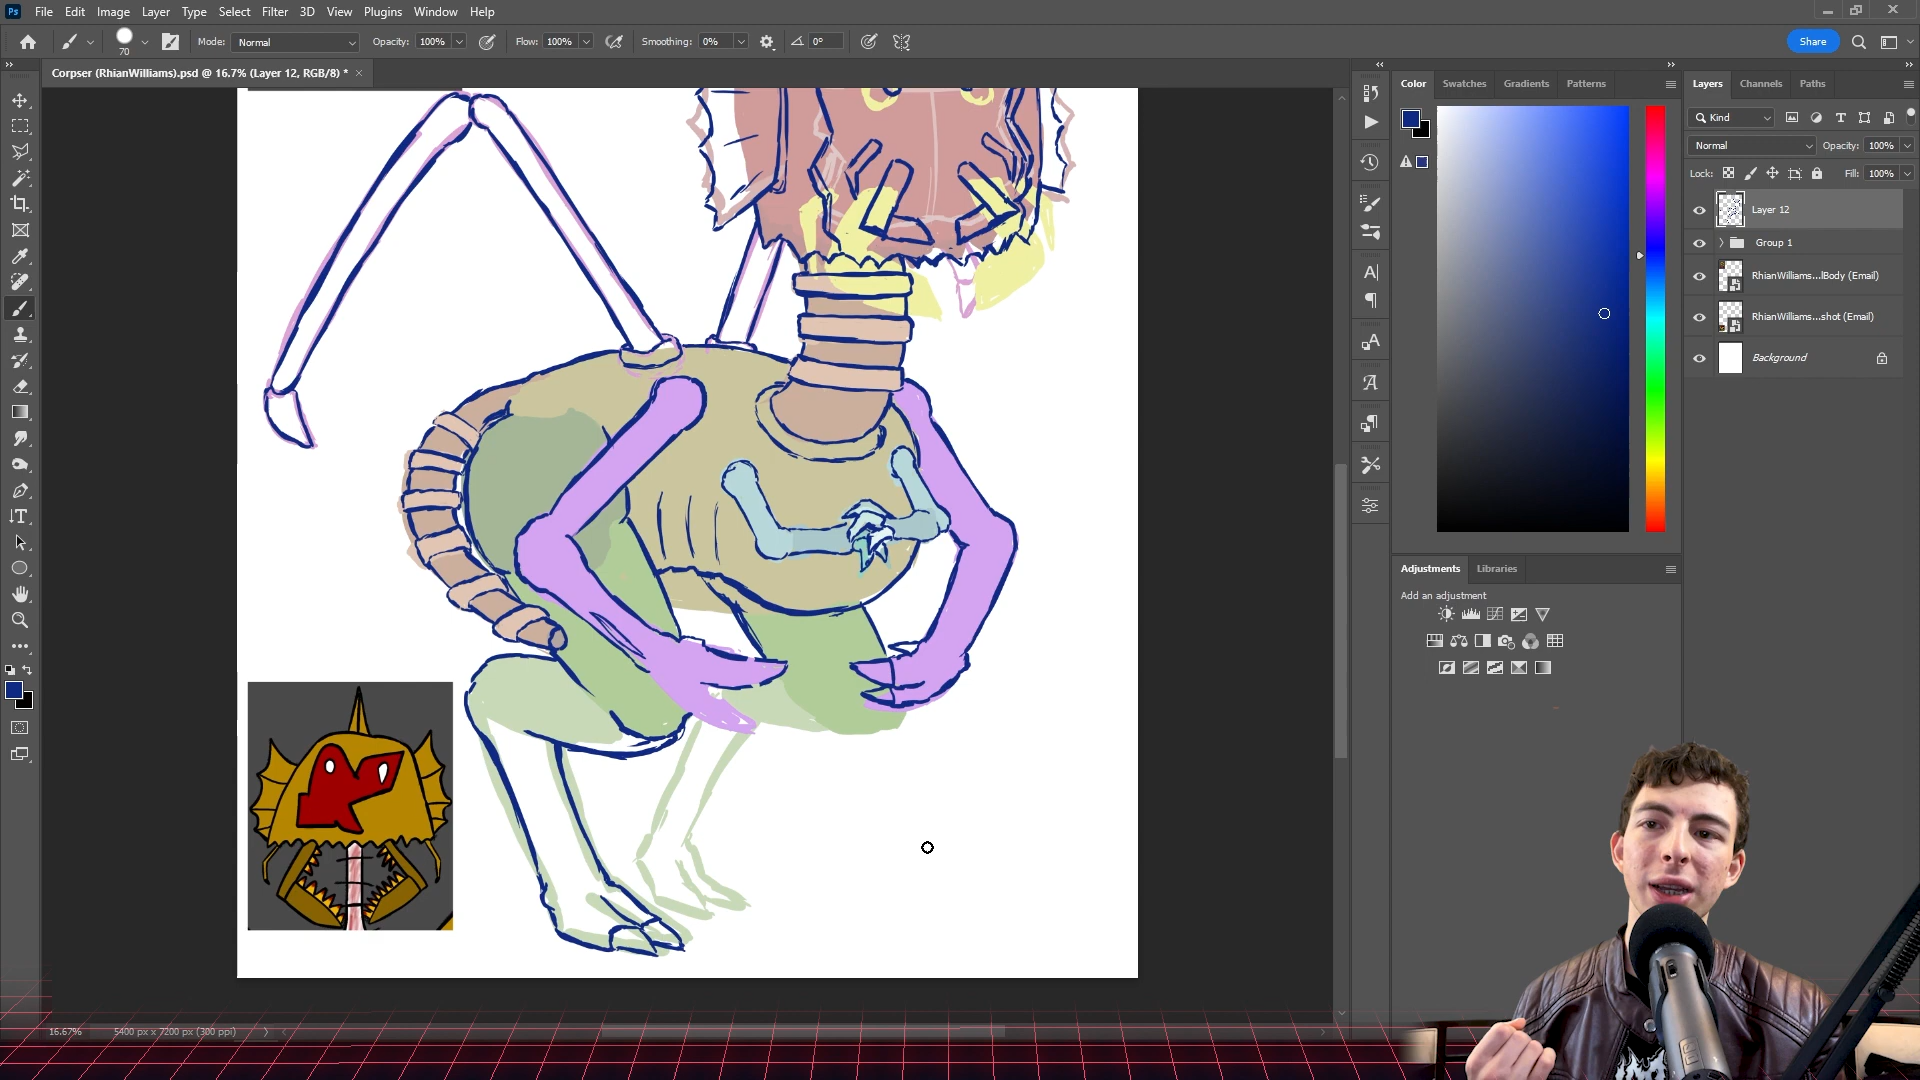 Ps File Edit Image Layer Type Select Filter 3D View Plugins Window Help
70 Mode: Normal Opacity: 100% Flow: 100% Smoothing: 0% 0° Share
Corpser (RhianWilliams).psd @ 16.7% (Layer 12, RGB/8) *
Color Swatches Gradients Patterns
Layers Channels Paths
Kind
Normal Opacity: 100%
Lock: Fill: 100%
Layer 12
Group 1
RhianWilliams...lBody (Email)
RhianWilliams...shot (Email)
Background
Adjustments Libraries
Add an adjustment
16.67% 5400 px x 7200 px (300 ppi)